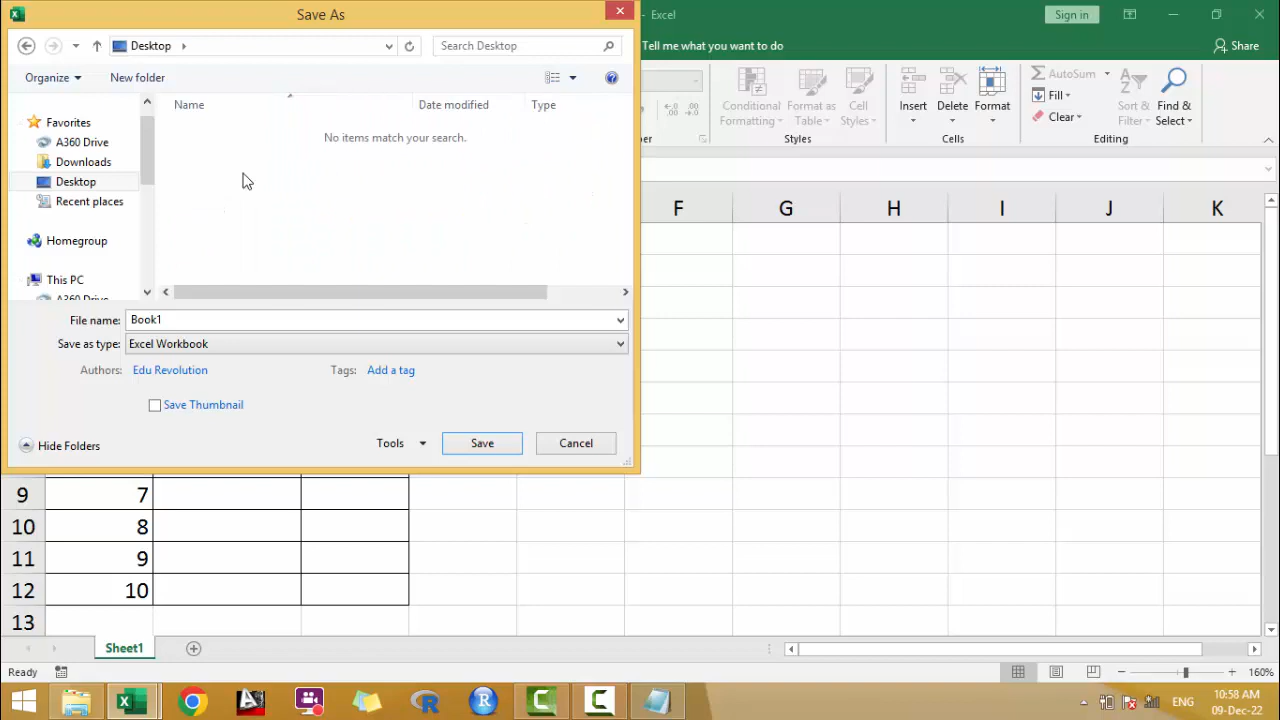 Save As
- Excel
Sign in
Desktop
Search Desktop
Tell me what you want to do
Share
Organize
New folder
Name
Date modified
Type
No items match your search.
Favorites
A360 Drive
Downloads
Desktop
Recent places
Homegroup
This PC
A360 Drive
File name: Book1
Save as type: Excel Workbook
Authors: Edu Revolution
Tags: Add a tag
Save Thumbnail
Hide Folders
Tools
Save
Cancel
Conditional Formatting
Format as Table
Cell Styles
Styles
Insert
Delete
Format
Cells
AutoSum
Fill
Clear
Sort & Filter
Find & Select
Editing
F G H I J K
9 7
10 8
11 9
12 10
13
Sheet1
Ready
160%
ENG
10:58 AM
09-Dec-22